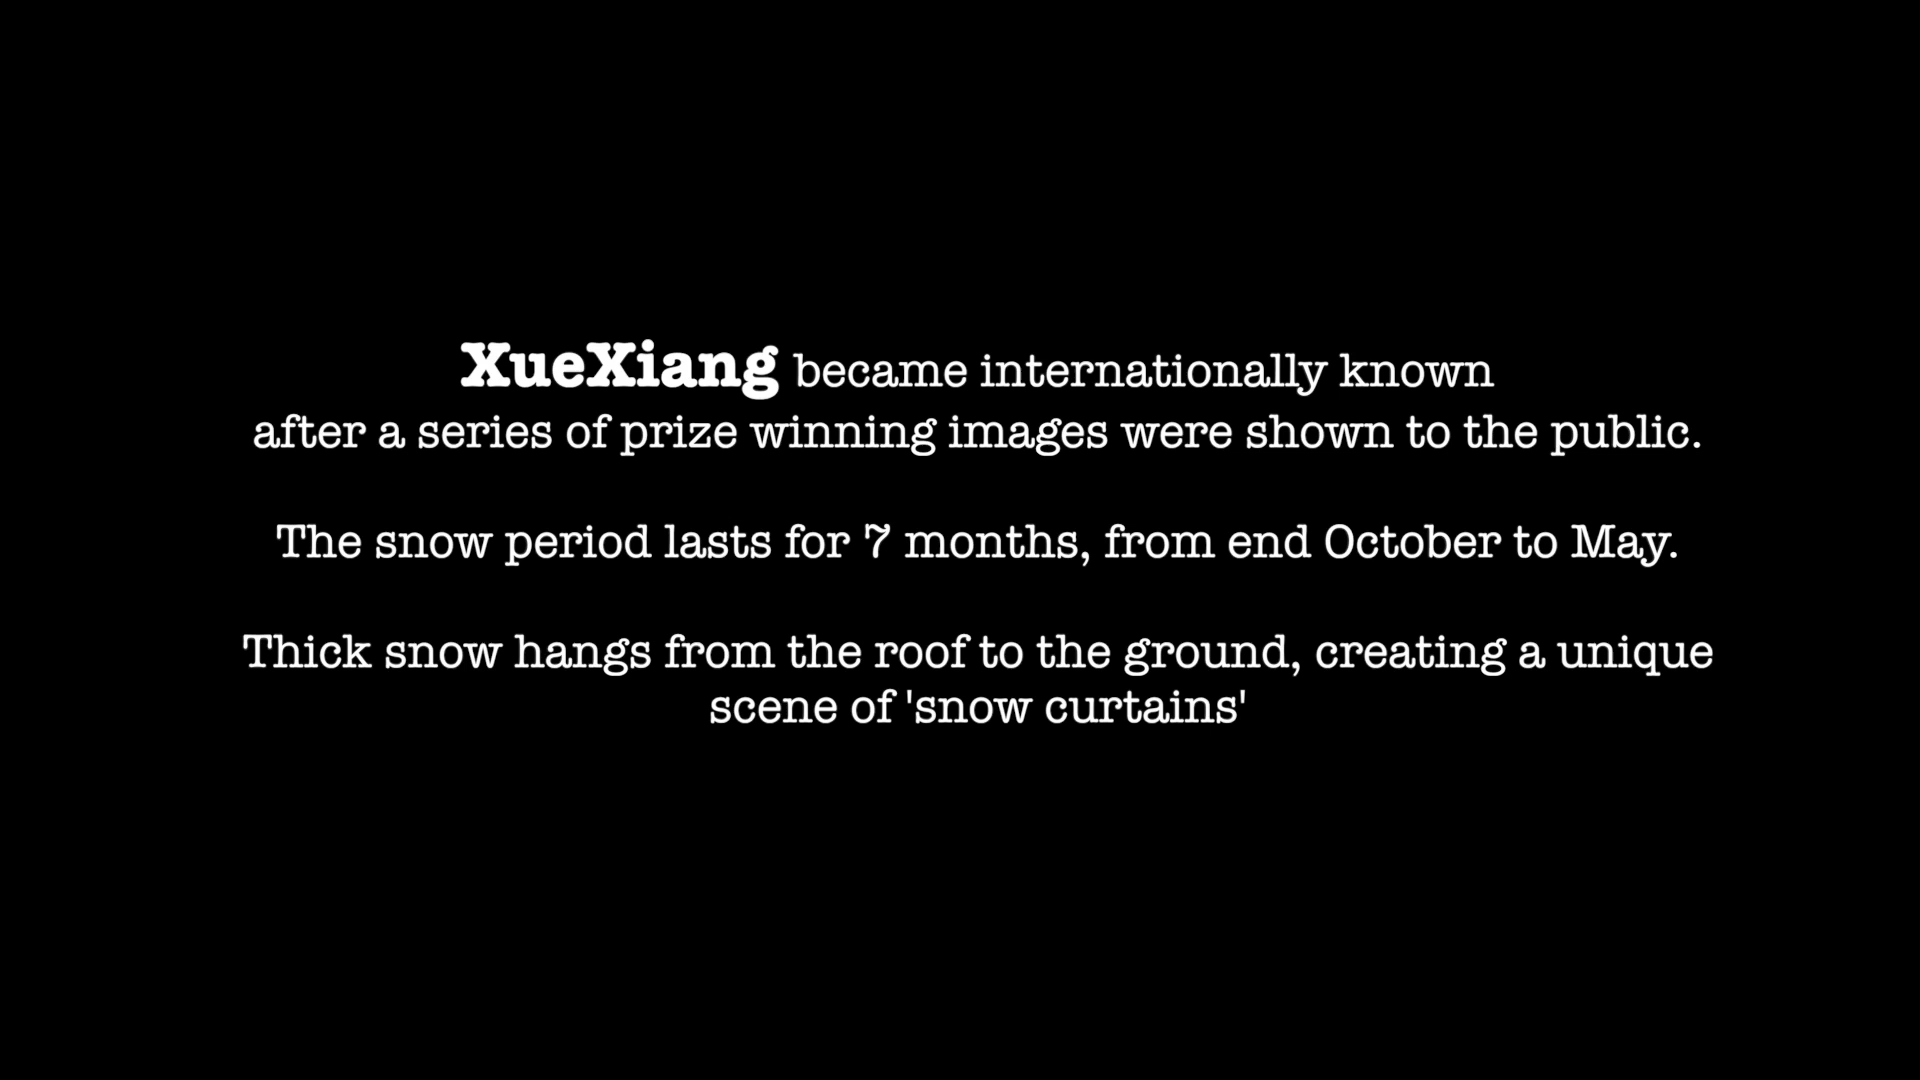 XueXiang became internationally known
after a series of prize winning images were shown to the public.
The snow period lasts for 7 months, from end October to May.
Thick snow hangs from the roof to the ground, creating a unique
scene of 'snow curtains'